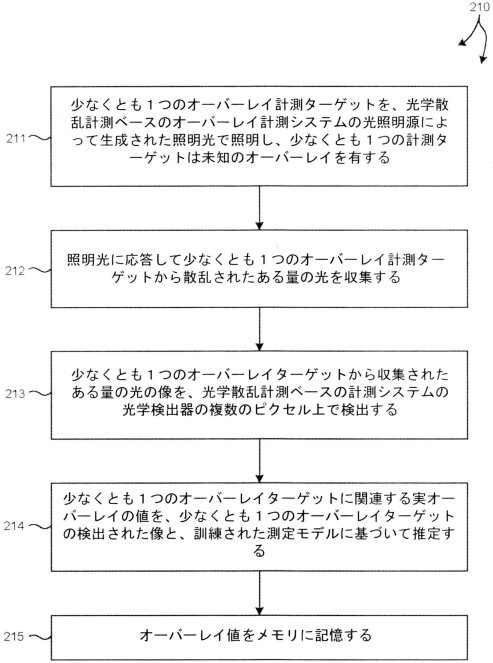 210
少なくとも１つのオーバーレイ計測ターゲットを、光学散
乱計測ベースのオーバーレイ計測システムの光照明源によ
って生成された照明光で照明し、少なくとも１つの計測タ
ーゲットは未知のオーバーレイを有する
211
照明光に応答して少なくとも１つのオーバーレイ計測ター
ゲットから散乱されたある量の光を収集する
212
少なくとも１つのオーバーレイターゲットから収集された
ある量の光の像を、光学散乱計測ベースの計測システムの
光学検出器の複数のピクセル上で検出する
213
少なくとも１つのオーバーレイターゲットに関連する実オー
バーレイの値を、少なくとも１つのオーバーレイターゲット
の検出された像と、訓練された測定モデルに基づいて推定す
る
214
オーバーレイ値をメモリに記憶する
215